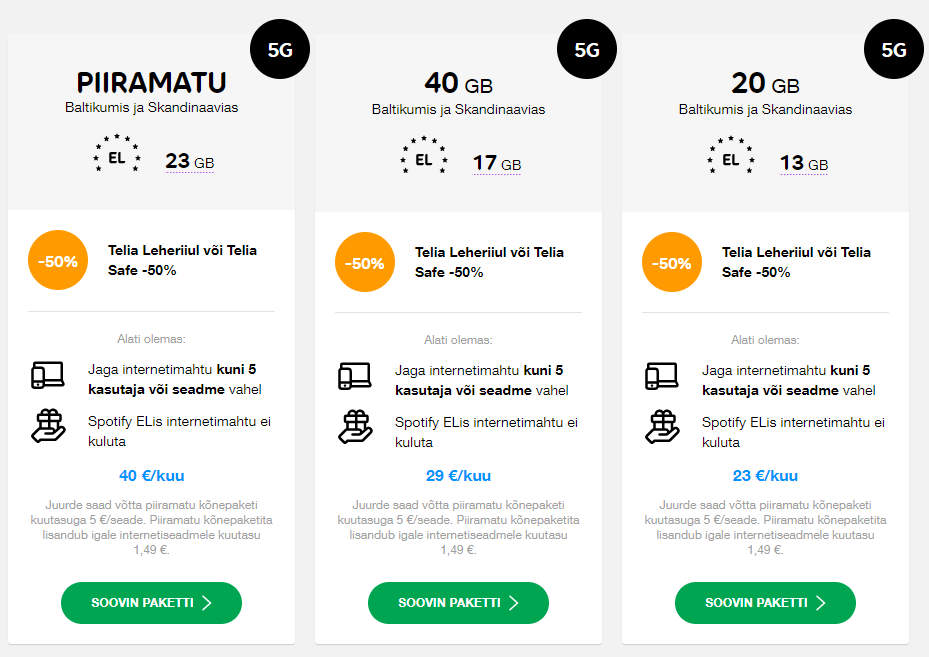 5G
PIIRAMATU
Baltikumis ja Skandinaavias
EL
23 GB
-50%
Telia Leheriiul või Telia
Safe -50%
Alati olemas:
Jaga internetimahtu kuni 5
kasutaja või seadme vahel
Spotify ELis internetimahtu ei
kuluta
40 €/kuu
Juurde saad võtta piiramatu kõnepaketi
kuutasuga 5 €/seade. Piiramatu kõnepaketita
lisandub igale internetiseadmele kuutasu
1,49 €.
SOOVIN PAKETTI
5G
40 GB
Baltikumis ja Skandinaavias
EL
17 GB
-50%
Telia Leheriiul või Telia
Safe -50%
Alati olemas:
Jaga internetimahtu kuni 5
kasutaja või seadme vahel
Spotify ELis internetimahtu ei
kuluta
29 €/kuu
Juurde saad võtta piiramatu kõnepaketi
kuutasuga 5 €/seade. Piiramatu kõnepaketita
lisandub igale internetiseadmele kuutasu
1,49 €.
SOOVIN PAKETTI
5G
20 GB
Baltikumis ja Skandinaavias
EL
13 GB
-50%
Telia Leheriiul või Telia
Safe -50%
Alati olemas:
Jaga internetimahtu kuni 5
kasutaja või seadme vahel
Spotify ELis internetimahtu ei
kuluta
23 €/kuu
Juurde saad võtta piiramatu kõnepaketi
kuutasuga 5 €/seade. Piiramatu kõnepaketita
lisandub igale internetiseadmele kuutasu
1,49 €.
SOOVIN PAKETTI